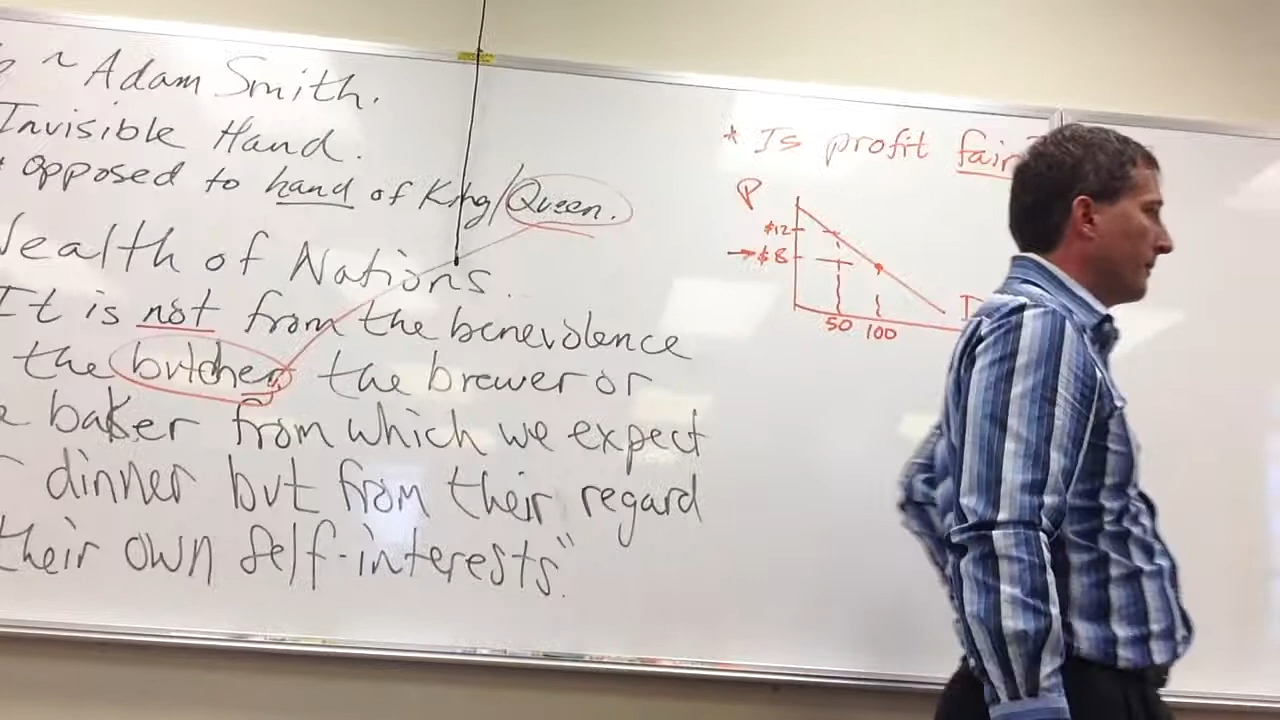 ~ Adam Smith.
Invisible Hand.
* opposed to hand of King/Queen.
Wealth of Nations.
It is not from the benevolence
the butcher the brewer or
baker from which we expect
dinner but from their regard
their own self-interests"
* Is profit fair
P
$12
→ $8
50 100
D